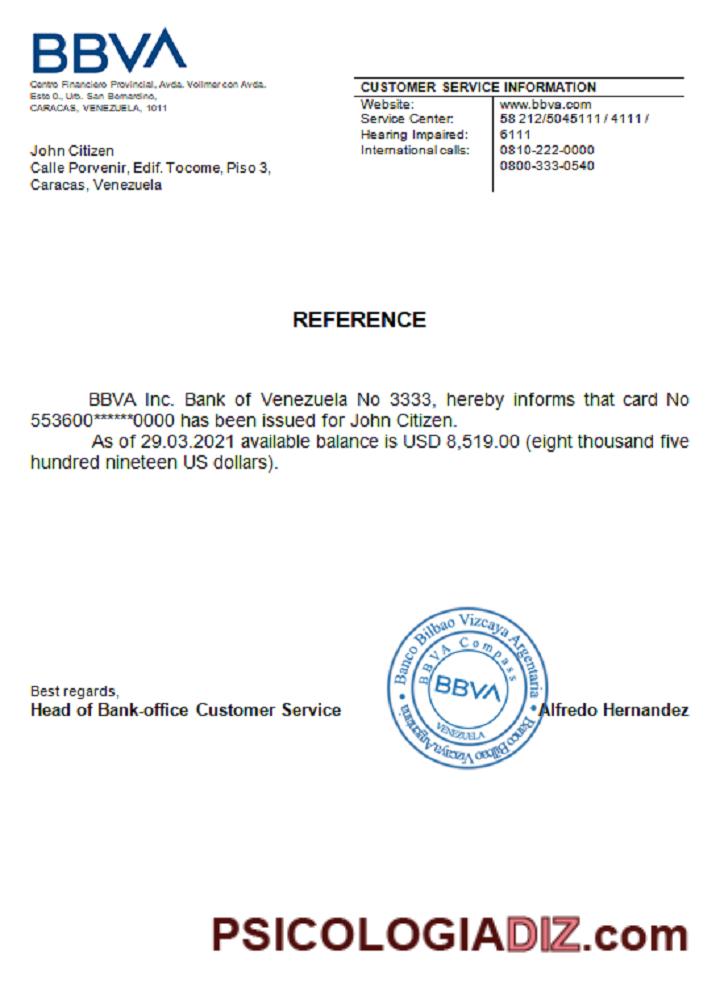 BBVA
Centro Financiero Provincial, Avda. Vollmer con Avda.
Este 0., Urb. San Bernardino,
CARACAS, VENEZUELA, 1011
CUSTOMER SERVICE INFORMATION
Website: www.bbva.com
Service Center: 58 212/5045111 / 4111 /
Hearing Impaired: 6111
International calls: 0810-222-0000
0800-333-0540
John Citizen
Calle Porvenir, Edif. Tocome, Piso 3,
Caracas, Venezuela
REFERENCE
BBVA Inc. Bank of Venezuela No 3333, hereby informs that card No
553600******0000 has been issued for John Citizen.
As of 29.03.2021 available balance is USD 8,519.00 (eight thousand five
hundred nineteen US dollars).
Banco Bilbao Vizcaya Argentaria • Banco Bilbao Vizcaya Argentaria •
BBVA Compass
BBVA
VENEZUELA
Best regards,
Head of Bank-office Customer Service
Alfredo Hernandez
PSICOLOGIADIZ.com